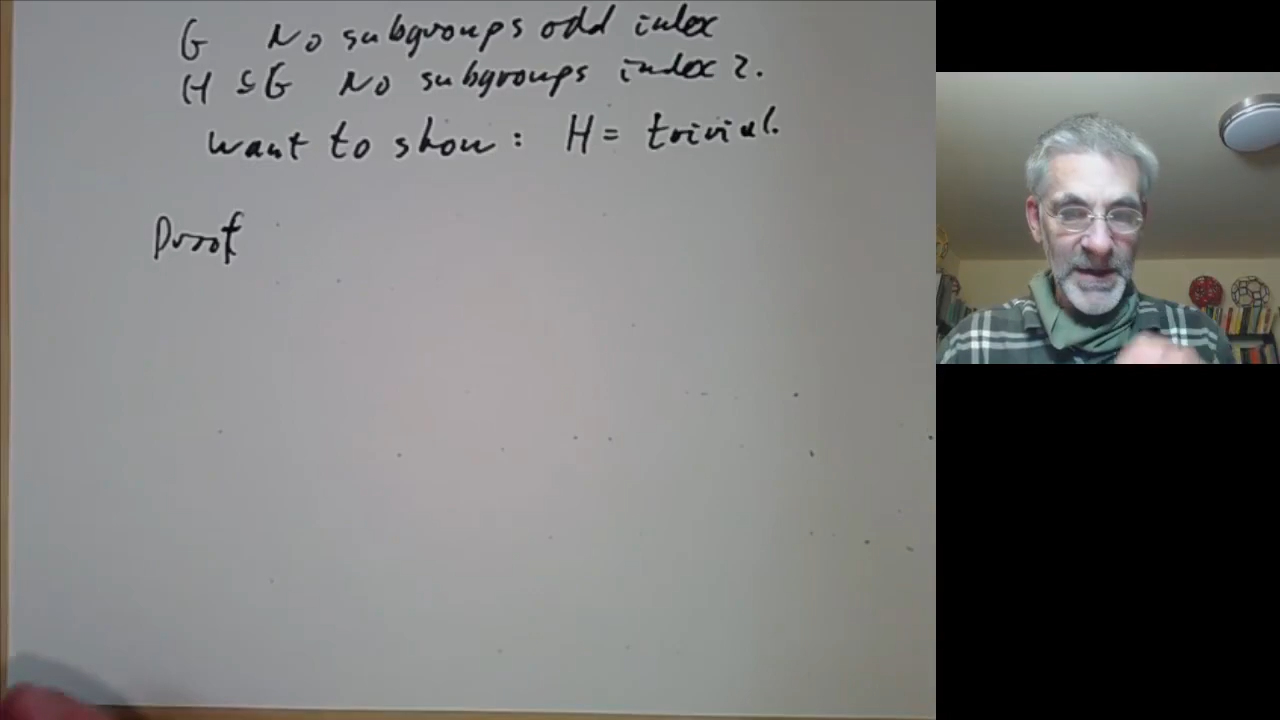 G No subgroups odd index
H ⊆ G No subgroups index 2.
want to show: H = trivial.
Proof